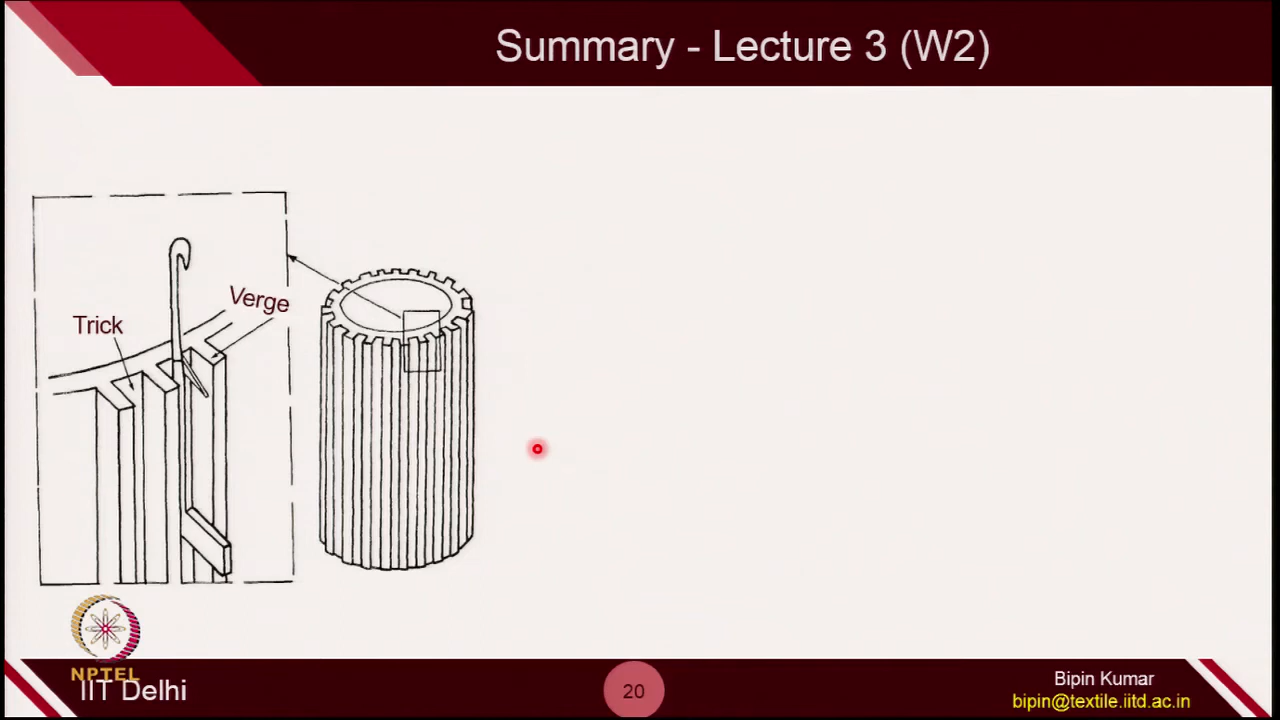 Summary - Lecture 3 (W2)
Verge
Trick
NPTEL
IIT Delhi
20
Bipin Kumar
bipin@textile.iitd.ac.in